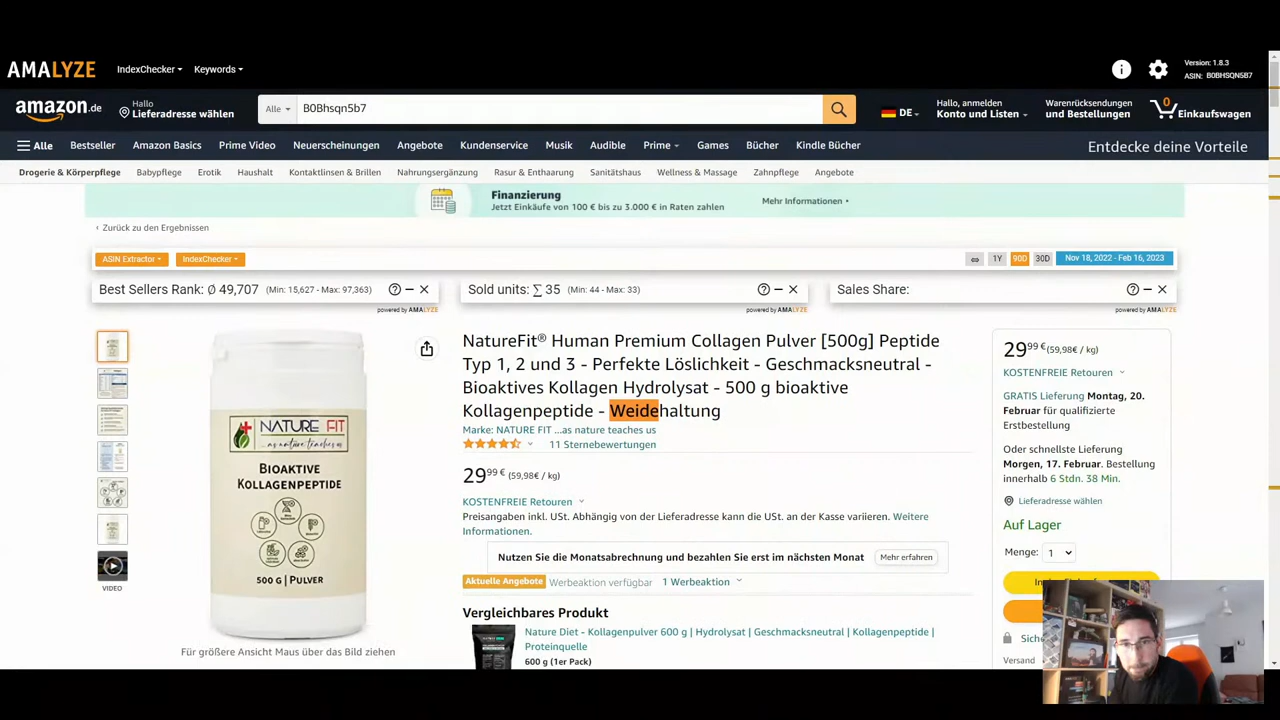 AMALYZE IndexChecker Keywords Version: 1.8.3
ASIN: B0BHSQN5B7
amazon.de Hallo
Lieferadresse wählen Alle B0Bhsqn5b7 DE Hallo, anmelden
Konto und Listen Warenrücksendungen
und Bestellungen 0 Einkaufswagen
Alle Bestseller Amazon Basics Prime Video Neuerscheinungen Angebote Kundenservice Musik Audible Prime Games Bücher Kindle Bücher Entdecke deine Vorteile
Drogerie & Körperpflege Babypflege Erotik Haushalt Kontaktlinsen & Brillen Nahrungsergänzung Rasur & Enthaarung Sanitätshaus Wellness & Massage Zahnpflege Angebote
Finanzierung
Jetzt Einkäufe von 100 € bis zu 3.000 € in Raten zahlen Mehr Informationen
‹ Zurück zu den Ergebnissen
ASIN Extractor IndexChecker ∞ 1Y 90D 30D Nov 18, 2022 - Feb 16, 2023
Best Sellers Rank: Ø 49,707 (Min: 15,627 - Max: 97,363)
powered by AMALYZE
Sold units: ∑ 35 (Min: 44 - Max: 33)
powered by AMALYZE
Sales Share:
powered by AMALYZE
NATURE FIT
...as nature teaches us
BIOAKTIVE
KOLLAGENPEPTIDE
500 G | PULVER
VIDEO
Für größere Ansicht Maus über das Bild ziehen
NatureFit® Human Premium Collagen Pulver [500g] Peptide
Typ 1, 2 und 3 - Perfekte Löslichkeit - Geschmacksneutral -
Bioaktives Kollagen Hydrolysat - 500 g bioaktive
Kollagenpeptide - Weidehaltung
Marke: NATURE FIT ...as nature teaches us
11 Sternebewertungen
29,99 € (59,98€ / kg)
KOSTENFREIE Retouren
Preisangaben inkl. USt. Abhängig von der Lieferadresse kann die USt. an der Kasse variieren. Weitere
Informationen.
Nutzen Sie die Monatsabrechnung und bezahlen Sie erst im nächsten Monat Mehr erfahren
Aktuelle Angebote Werbeaktion verfügbar 1 Werbeaktion
Vergleichbares Produkt
Nature Diet - Kollagenpulver 600 g | Hydrolysat | Geschmacksneutral | Kollagenpeptide |
Proteinquelle
600 g (1er Pack)
29 99 € (59,98€ / kg)
KOSTENFREIE Retouren
GRATIS Lieferung Montag, 20.
Februar für qualifizierte
Erstbestellung
Oder schnellste Lieferung
Morgen, 17. Februar. Bestellung
innerhalb 6 Stdn. 38 Min.
Lieferadresse wählen
Auf Lager
Menge: 1
Versand